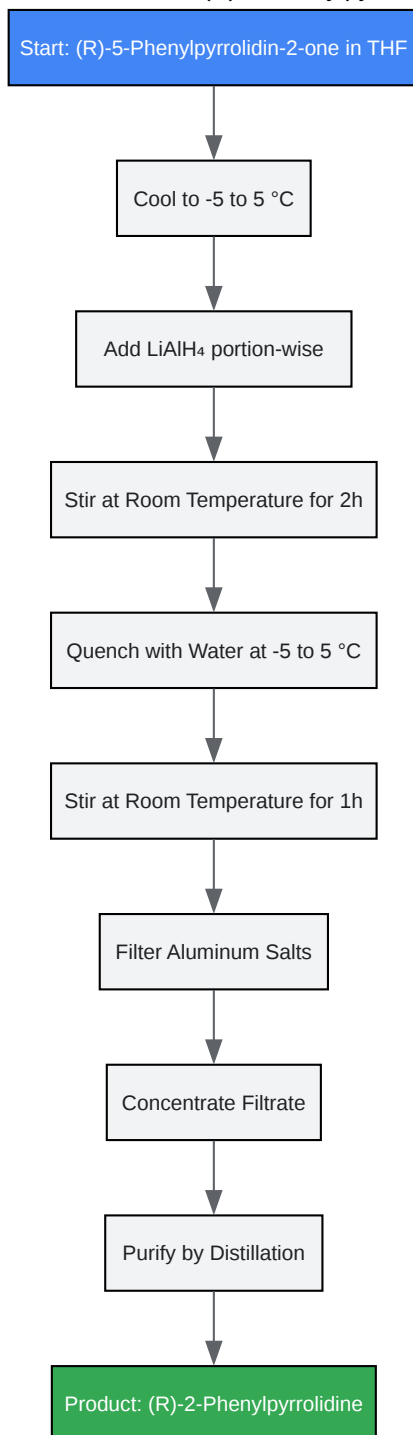 Start: (R)-5-Phenylpyrrolidin-2-one in THF
Cool to -5 to 5 °C
Add LiAlH₄ portion-wise
Stir at Room Temperature for 2h
Quench with Water at -5 to 5 °C
Stir at Room Temperature for 1h
Filter Aluminum Salts
Concentrate Filtrate
Purify by Distillation
Product: (R)-2-Phenylpyrrolidine